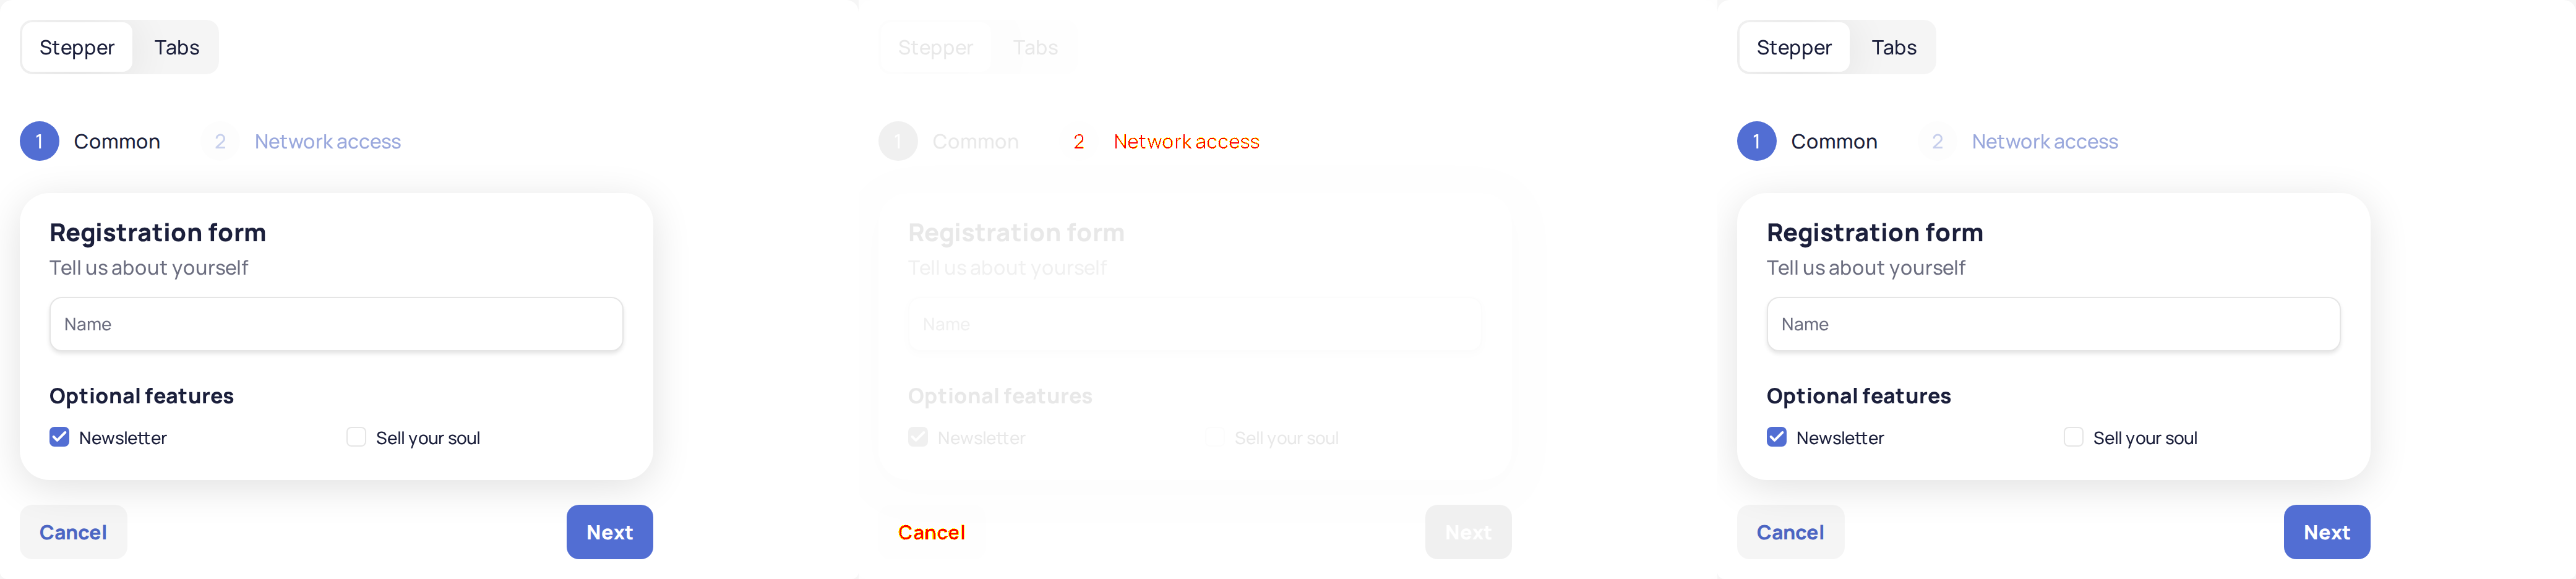 Stepper Tabs
1 Common 2 Network access
Registration form
Tell us about yourself
Name
Optional features
Newsletter Sell your soul
Cancel Next
Stepper Tabs
1 Common 2 Network access
Registration form
Tell us about yourself
Name
Optional features
Newsletter Sell your soul
Cancel Next
Stepper Tabs
1 Common 2 Network access
Registration form
Tell us about yourself
Name
Optional features
Newsletter Sell your soul
Cancel Next